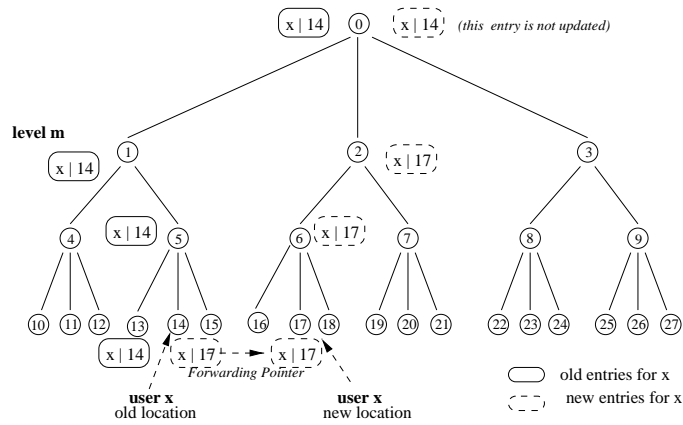 x | 14 0 x | 14 (this entry is not updated)
level m
1 2 3
x | 14 x | 17
4 x | 14 5 6 x | 17 7 8 9
10 11 12 13 14 15 16 17 18 19 20 21 22 23 24 25 26 27
x | 14 x | 17 x | 17
Forwarding Pointer
old entries for x
user x user x
new entries for x
old location new location